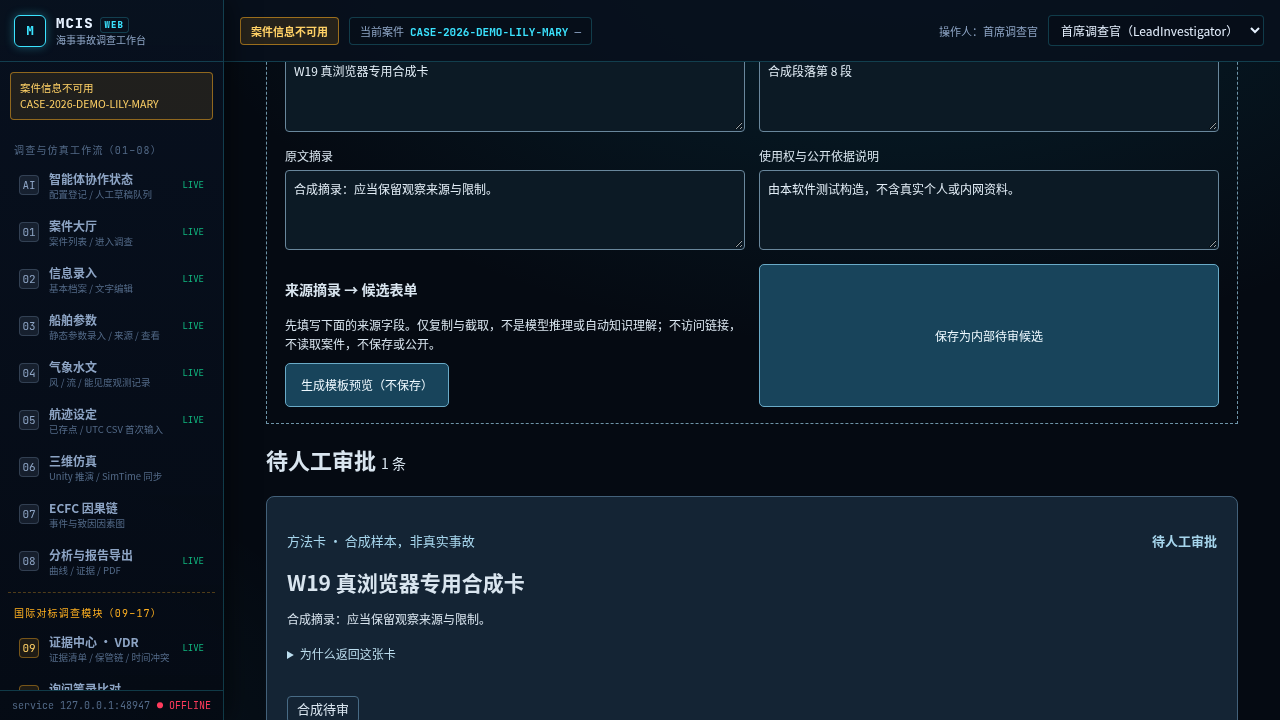 M
MCIS WEB
海事事故调查工作台
案件信息不可用
当前案件 CASE-2026-DEMO-LILY-MARY —
操作人：首席调查官
首席调查官（LeadInvestigator）
案件信息不可用
CASE-2026-DEMO-LILY-MARY
调查与仿真工作流（01–08）
AI 智能体协作状态 LIVE
配置登记 / 人工草稿队列
01 案件大厅 LIVE
案件列表 / 进入调查
02 信息录入 LIVE
基本档案 / 文字编辑
03 船舶参数 LIVE
静态参数录入 / 来源 / 查看
04 气象水文 LIVE
风 / 流 / 能见度观测记录
05 航迹设定 LIVE
已存点 / UTC CSV 首次输入
06 三维仿真
Unity 推演 / SimTime 同步
07 ECFC 因果链
事件与致因因素图
08 分析与报告导出 LIVE
曲线 / 证据 / PDF
国际对标调查模块（09–17）
09 证据中心 · VDR LIVE
证据清单 / 保管链 / 时间冲突
询问笔录比对
service 127.0.0.1:48947 ● OFFLINE
W19 真浏览器专用合成卡
合成段落第 8 段
原文摘录
使用权与公开依据说明
合成摘录：应当保留观察来源与限制。
由本软件测试构造，不含真实个人或内网资料。
来源摘录 → 候选表单
先填写下面的来源字段。仅复制与截取，不是模型推理或自动知识理解；不访问链接，
不读取案件，不保存或公开。
生成模板预览（不保存）
保存为内部待审候选
待人工审批 1 条
方法卡 · 合成样本，非真实事故
待人工审批
W19 真浏览器专用合成卡
合成摘录：应当保留观察来源与限制。
▶ 为什么返回这张卡
合成待审